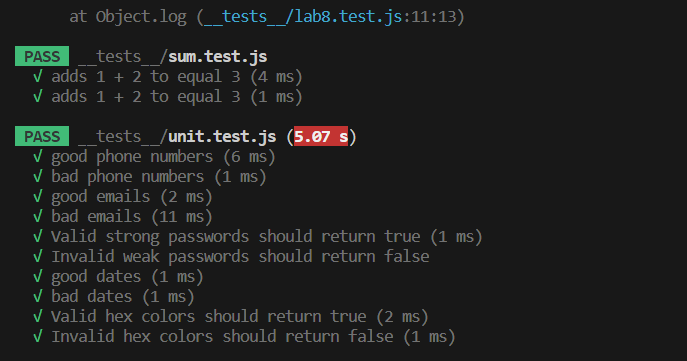 at Object.log (__tests__/lab8.test.js:11:13)
PASS __tests__/sum.test.js
√ adds 1 + 2 to equal 3 (4 ms)
√ adds 1 + 2 to equal 3 (1 ms)
PASS __tests__/unit.test.js (5.07 s)
√ good phone numbers (6 ms)
√ bad phone numbers (1 ms)
√ good emails (2 ms)
√ bad emails (11 ms)
√ Valid strong passwords should return true (1 ms)
√ Invalid weak passwords should return false
√ good dates (1 ms)
√ bad dates (1 ms)
√ Valid hex colors should return true (2 ms)
√ Invalid hex colors should return false (1 ms)